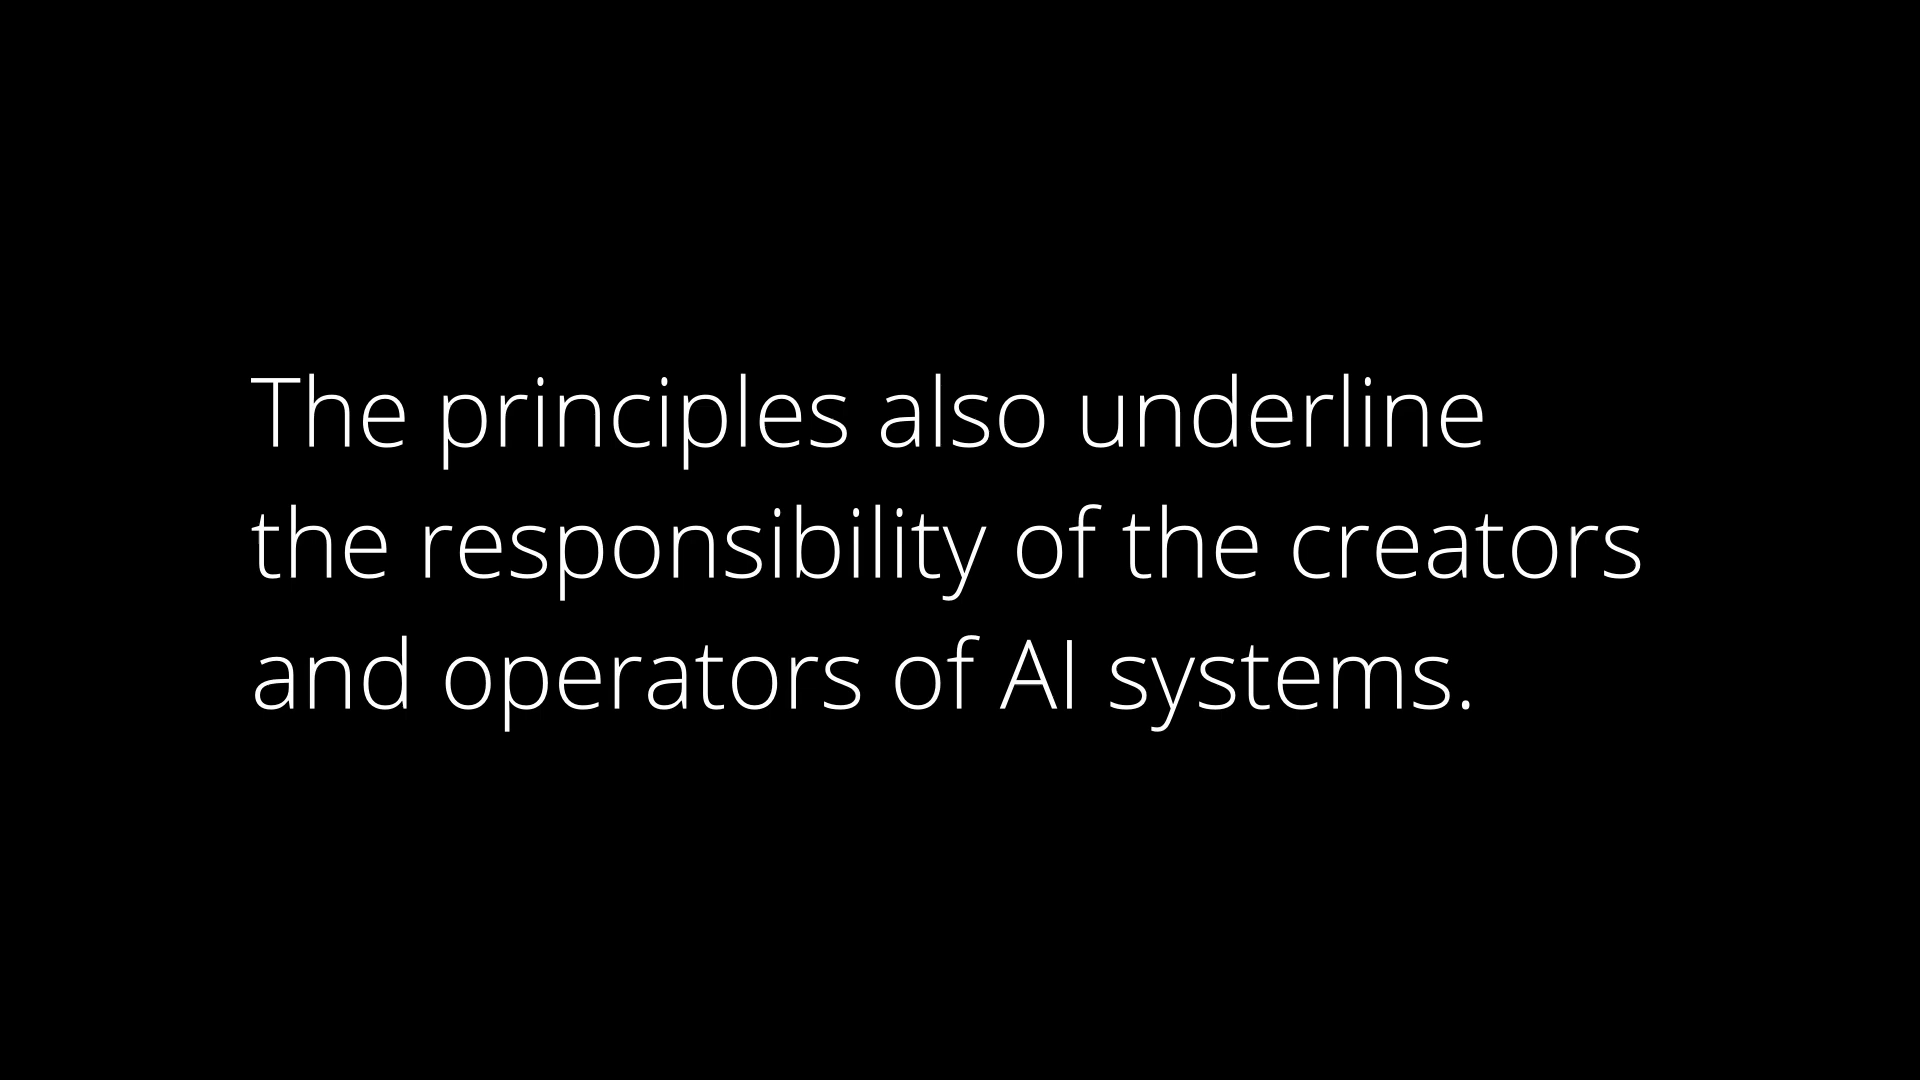 The principles also underline
the responsibility of the creators
and operators of AI systems.